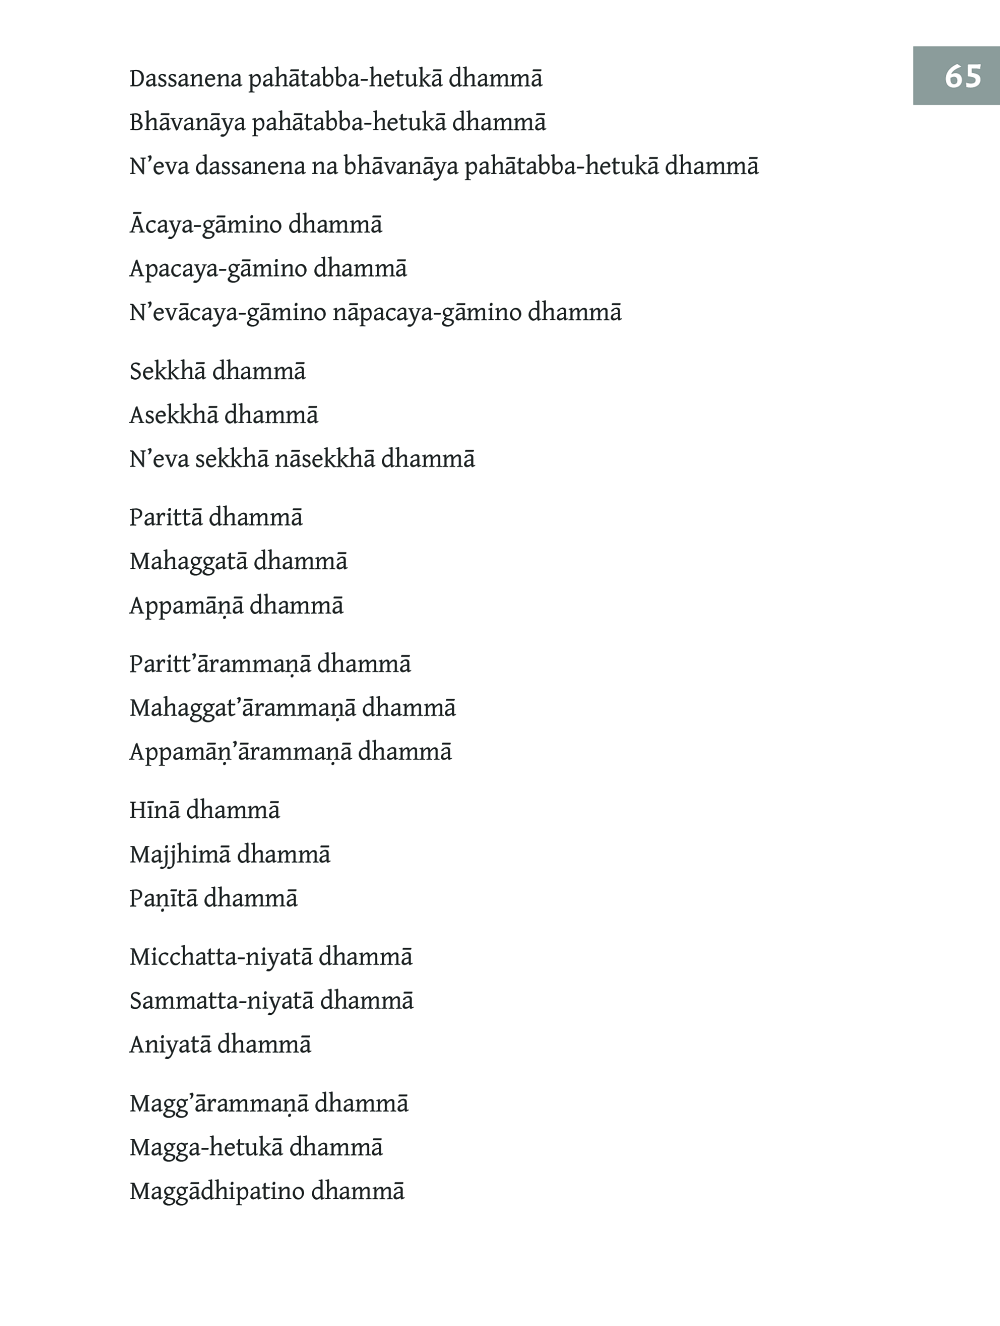 65
Dassanena pahātabba-hetukā dhammā
Bhāvanāya pahātabba-hetukā dhammā
N’eva dassanena na bhāvanāya pahātabba-hetukā dhammā
Ācaya-gāmino dhammā
Apacaya-gāmino dhammā
N’evācaya-gāmino nāpacaya-gāmino dhammā
Sekkhā dhammā
Asekkhā dhammā
N’eva sekkhā nāsekkhā dhammā
Parittā dhammā
Mahaggatā dhammā
Appamāṇā dhammā
Paritt’ārammaṇā dhammā
Mahaggat’ārammaṇā dhammā
Appamāṇ’ārammaṇā dhammā
Hīnā dhammā
Majjhimā dhammā
Paṇītā dhammā
Micchatta-niyatā dhammā
Sammatta-niyatā dhammā
Aniyatā dhammā
Magg’ārammaṇā dhammā
Magga-hetukā dhammā
Maggādhipatino dhammā